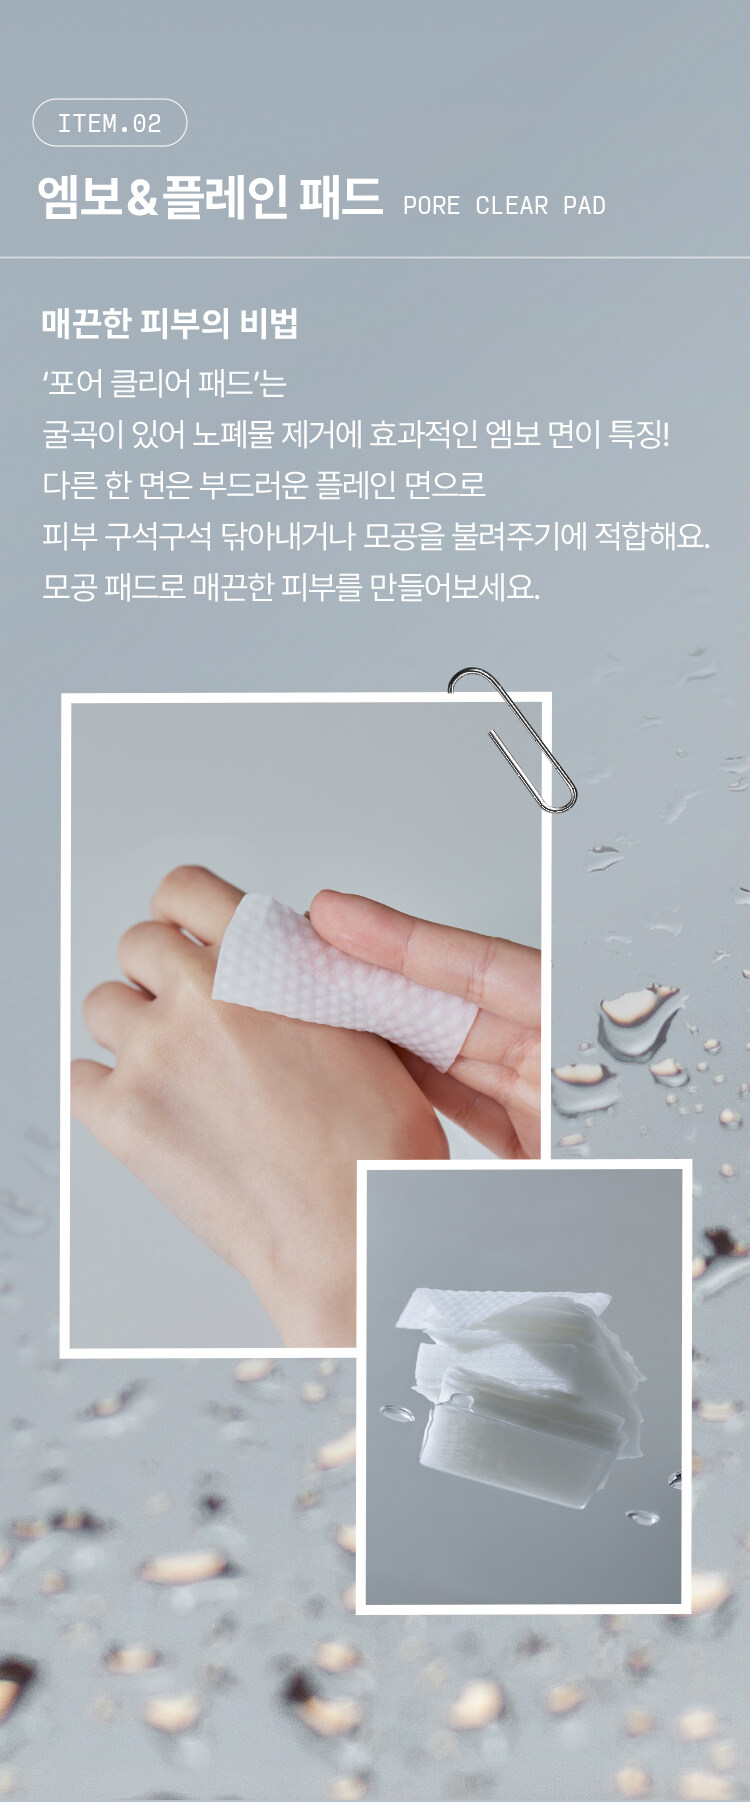 ITEM.02
엠보&플레인 패드 PORE CLEAR PAD
매끈한 피부의 비법
‘포어 클리어 패드’는
굴곡이 있어 노폐물 제거에 효과적인 엠보 면이 특징!
다른 한 면은 부드러운 플레인 면으로
피부 구석구석 닦아내거나 모공을 불려주기에 적합해요.
모공 패드로 매끈한 피부를 만들어보세요.